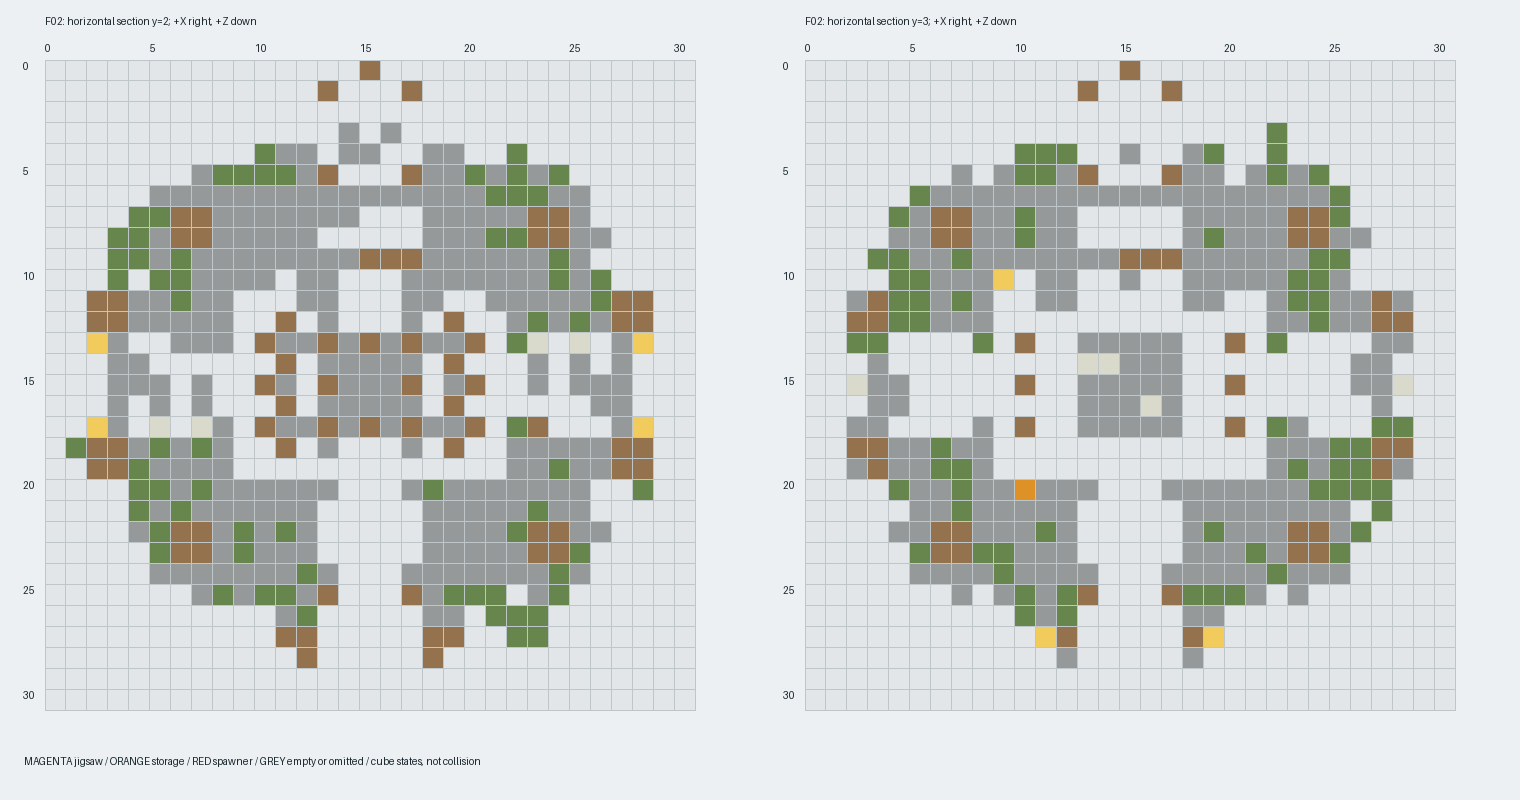 F02: horizontal section y=2; +X right, +Z down
F02: horizontal section y=3; +X right, +Z down
0 5 10 15 20 25 30
0 5 10 15 20 25 30
0
5
10
15
20
25
30
0
5
10
15
20
25
30
MAGENTA jigsaw / ORANGE storage / RED spawner / GREY empty or omitted / cube states, not collision